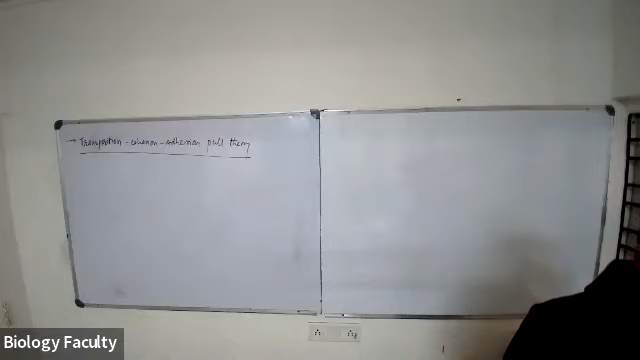 → Transpiration - cohesion - Adhesion pull theory
Biology Faculty